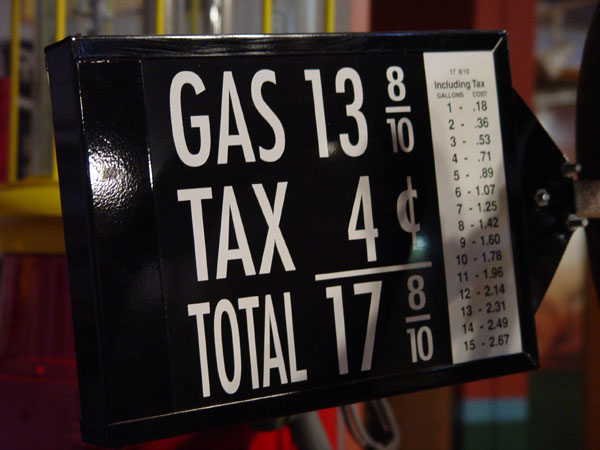 GAS 13 8/10
TAX 4 ¢
TOTAL 17 8/10
17 8/10
Including Tax
GALLONS COST
1 - .18
2 - .36
3 - .53
4 - .71
5 - .89
6 - 1.07
7 - 1.25
8 - 1.42
9 - 1.60
10 - 1.78
11 - 1.96
12 - 2.14
13 - 2.31
14 - 2.49
15 - 2.67